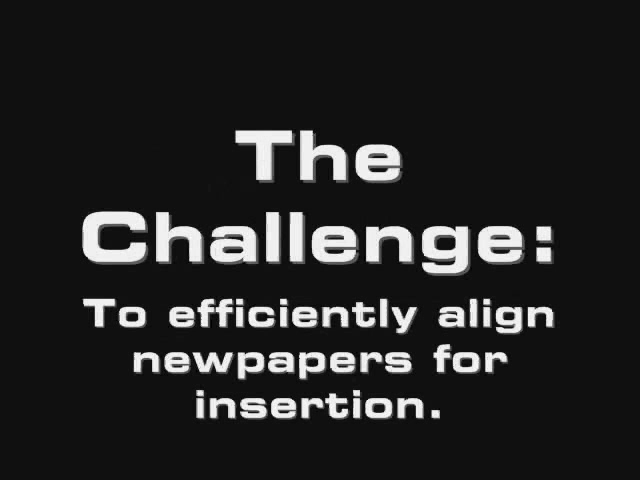 The
Challenge:
To efficiently align
newpapers for
insertion.